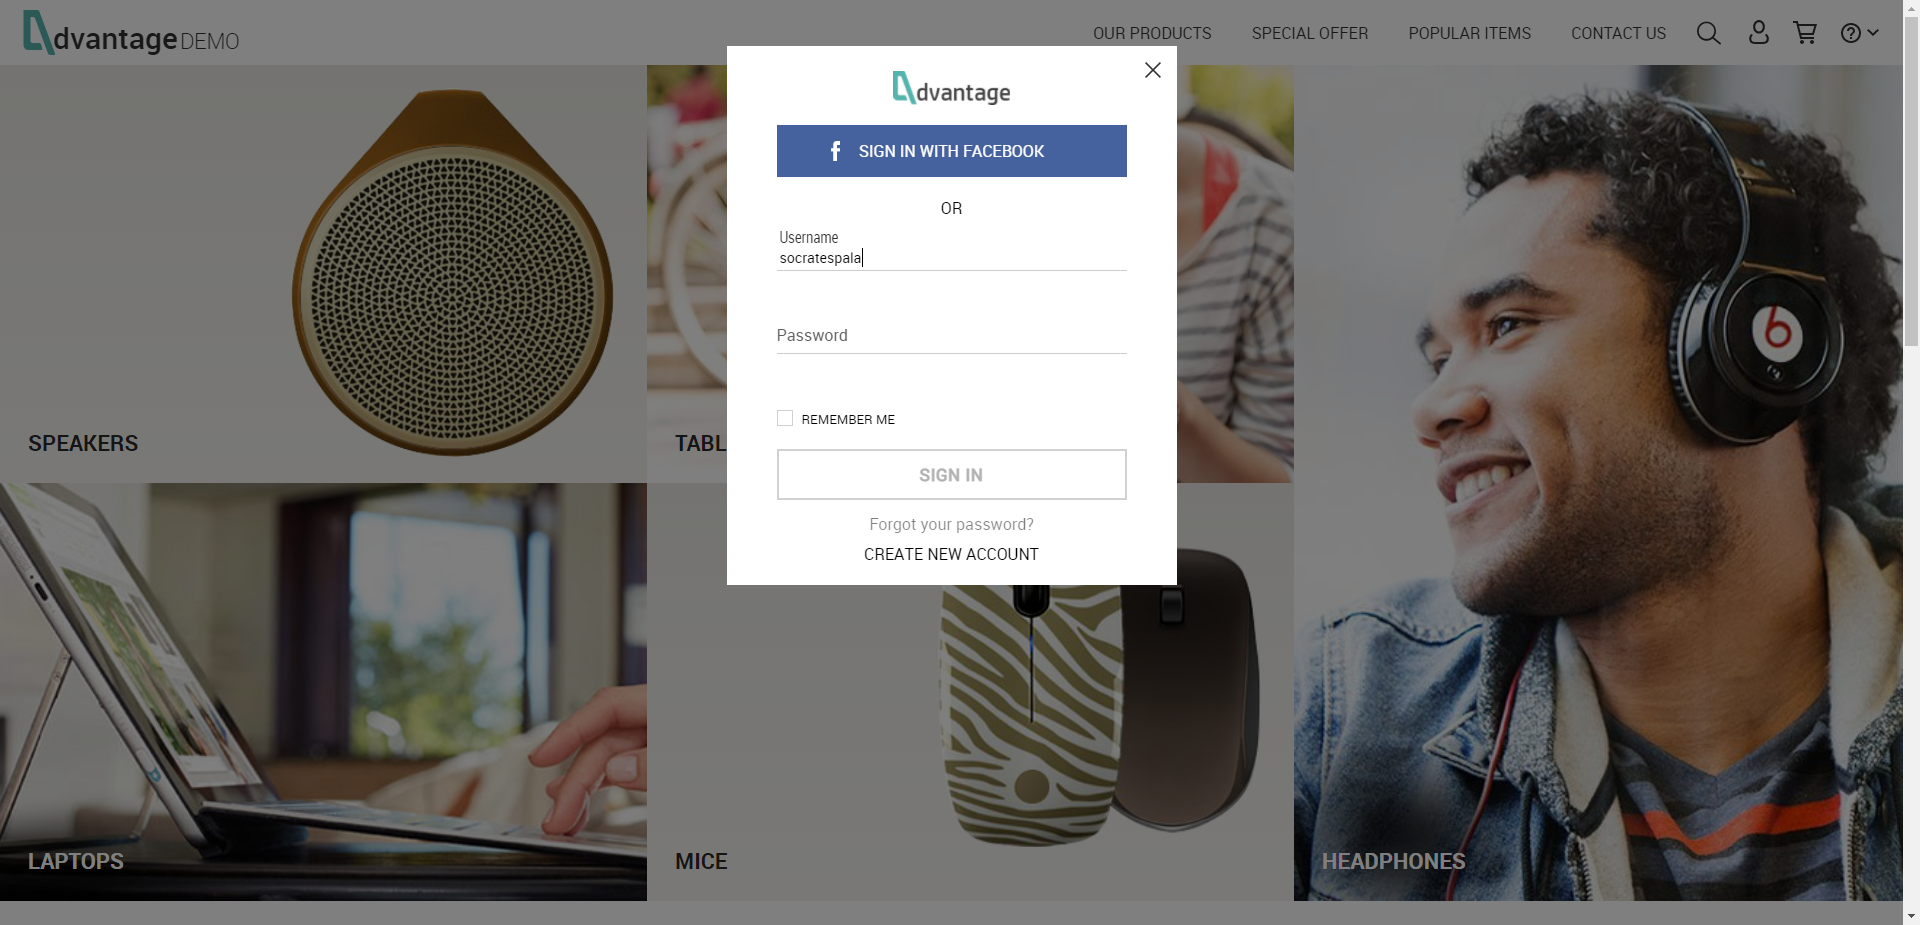 dvantage DEMO
OUR PRODUCTS
SPECIAL OFFER
POPULAR ITEMS
CONTACT US
dvantage
SIGN IN WITH FACEBOOK
OR
Username
socratespala
Password
REMEMBER ME
SIGN IN
Forgot your password?
CREATE NEW ACCOUNT
SPEAKERS
TABL
LAPTOPS
MICE
HEADPHONES